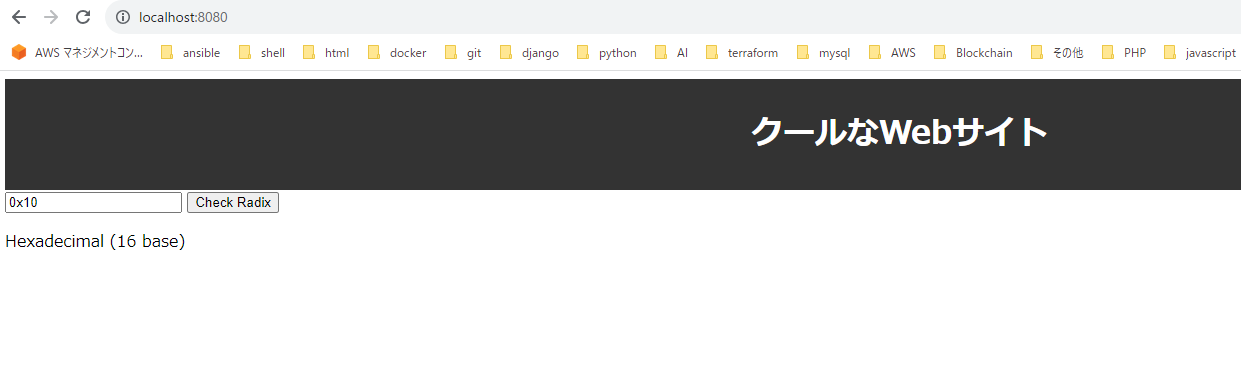 localhost:8080
AWS マネジメントコン... ansible shell html docker git django python AI terraform mysql AWS Blockchain その他 PHP javascript
クールなWebサイト
0x10 Check Radix
Hexadecimal (16 base)